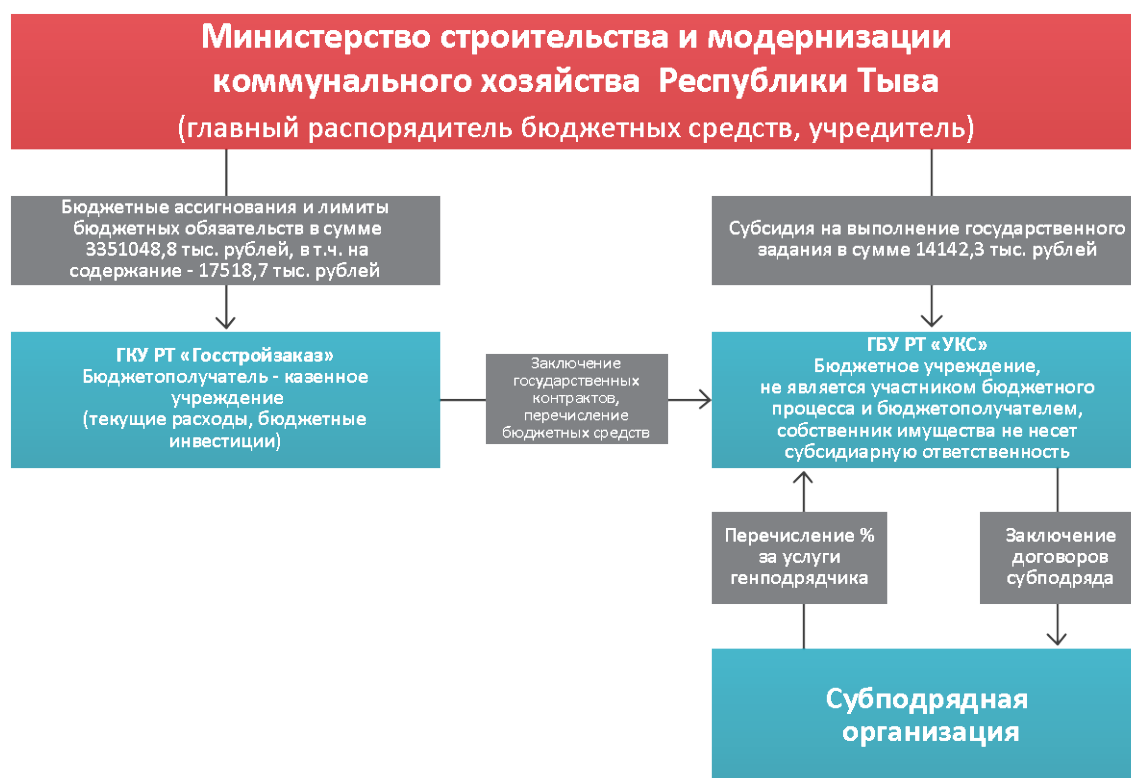 Министерство строительства и модернизации
коммунального хозяйства Республики Тыва
(главный распорядитель бюджетных средств, учредитель)
Бюджетные ассигнования и лимиты
бюджетных обязательств в сумме
3351048,8 тыс. рублей, в т.ч. на
содержание - 17518,7 тыс. рублей
Субсидия на выполнение государственного
задания в сумме 14142,3 тыс. рублей
ГКУ РТ «Госстройзаказ»
Бюджетополучатель - казенное
учреждение
(текущие расходы, бюджетные
инвестиции)
Заключение
государственных
контрактов,
перечисление
бюджетных средств
ГБУ РТ «УКС»
Бюджетное учреждение,
не является участником бюджетного
процесса и бюджетополучателем,
собственник имущества не несет
субсидиарную ответственность
Перечисление %
за услуги
генподрядчика
Заключение
договоров
субподряда
Субподрядная
организация